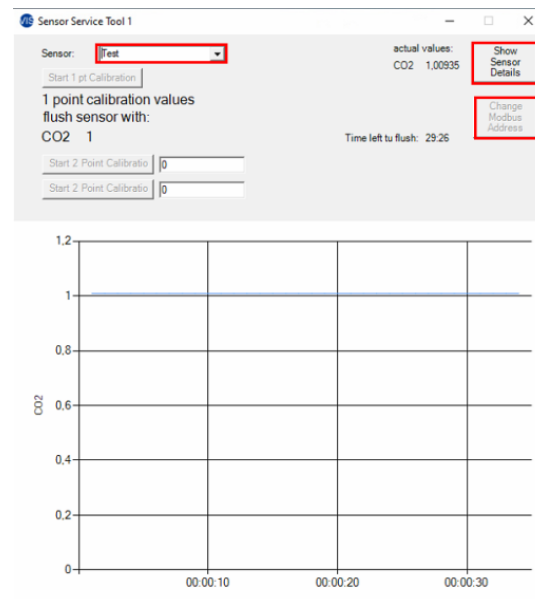 VIS Sensor Service Tool 1
Sensor: Test
actual values:
CO2 1,00935
Show
Sensor
Details
Start 1 pt Calibration
1 point calibration values
flush sensor with:
CO2 1
Change
Modbus
Address
Time left tu flush: 29:26
Start 2 Point Calibratio 0
Start 2 Point Calibratio 0
1,2
1
0,8
0,6
0,4
0,2
0
CO2
00:00:10 00:00:20 00:00:30